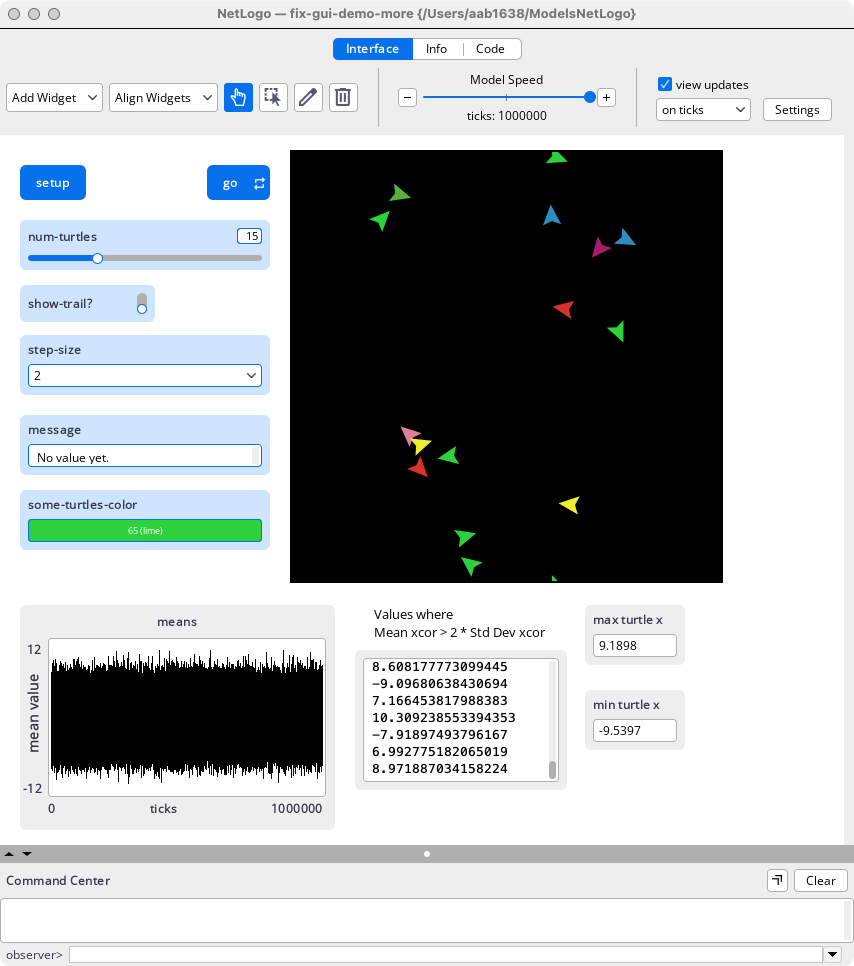 NetLogo — fix-gui-demo-more {/Users/aab1638/ModelsNetLogo}
Interface Info Code
Add Widget Align Widgets
Model Speed
ticks: 1000000
view updates
on ticks Settings
setup go
num-turtles 15
show-trail?
step-size
2
message
No value yet.
some-turtles-color
65 (lime)
means
12
mean value
-12
0 ticks 1000000
Values where
Mean xcor > 2 * Std Dev xcor
8.608177773099445
-9.09680638430694
7.166453817988383
10.309238553394353
-7.91897493796167
6.992775182065019
8.971887034158224
max turtle x
9.1898
min turtle x
-9.5397
Command Center Clear
observer>